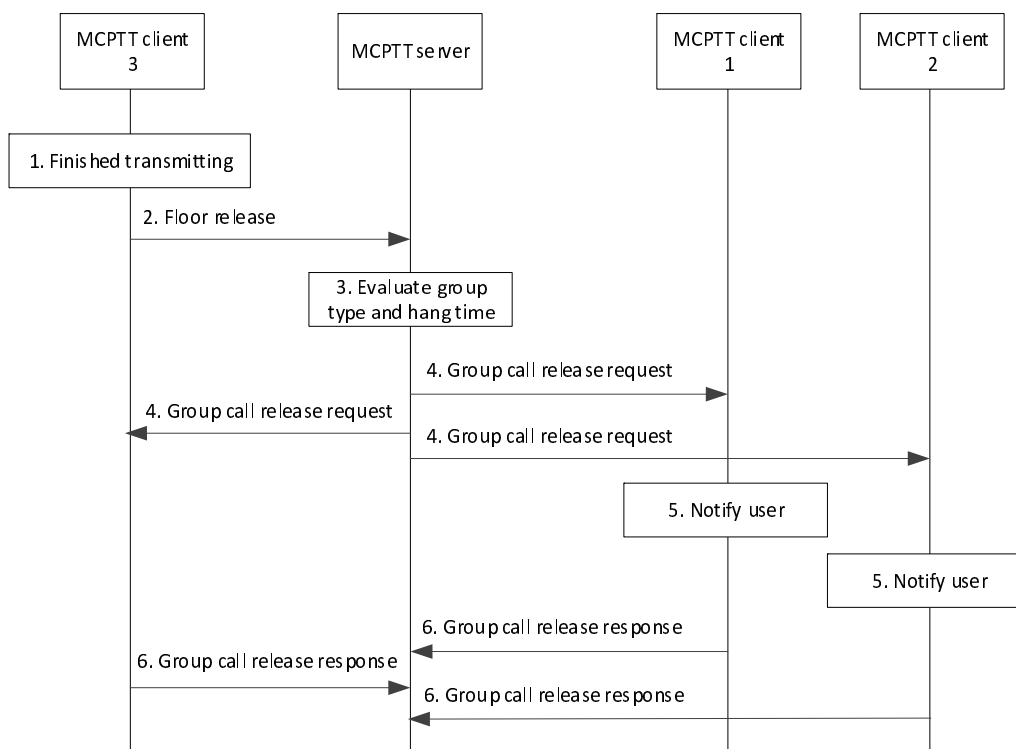 MCPTT client
3
MCPTT server
MCPTT client
1
MCPTT client
2
1. Finished transmitting
2. Floor release
3. Evaluate group
type and hang time
4. Group call release request
4. Group call release request
4. Group call release request
5. Notify user
5. Notify user
6. Group call release response
6. Group call release response
6. Group call release response